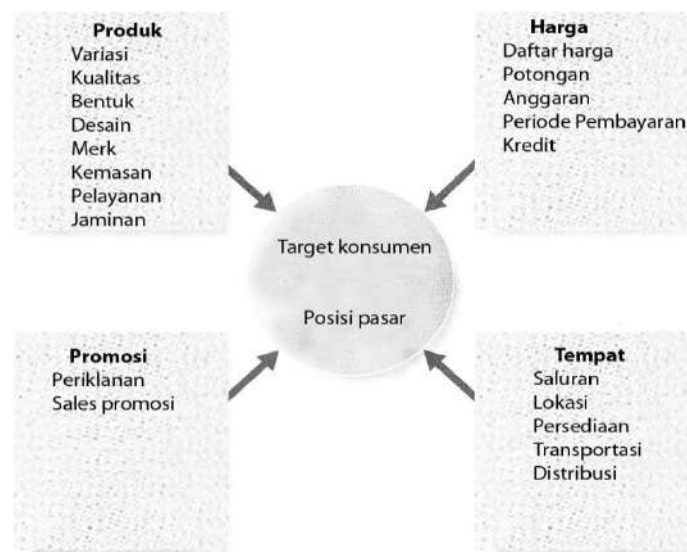 Produk
Variasi
Kualitas
Bentuk
Desain
Merk
Kemasan
Pelayanan
Jaminan
Harga
Daftar harga
Potongan
Anggaran
Periode Pembayaran
Kredit
Target konsumen
Posisi pasar
Promosi
Periklanan
Sales promosi
Tempat
Saluran
Lokasi
Persediaan
Transportasi
Distribusi